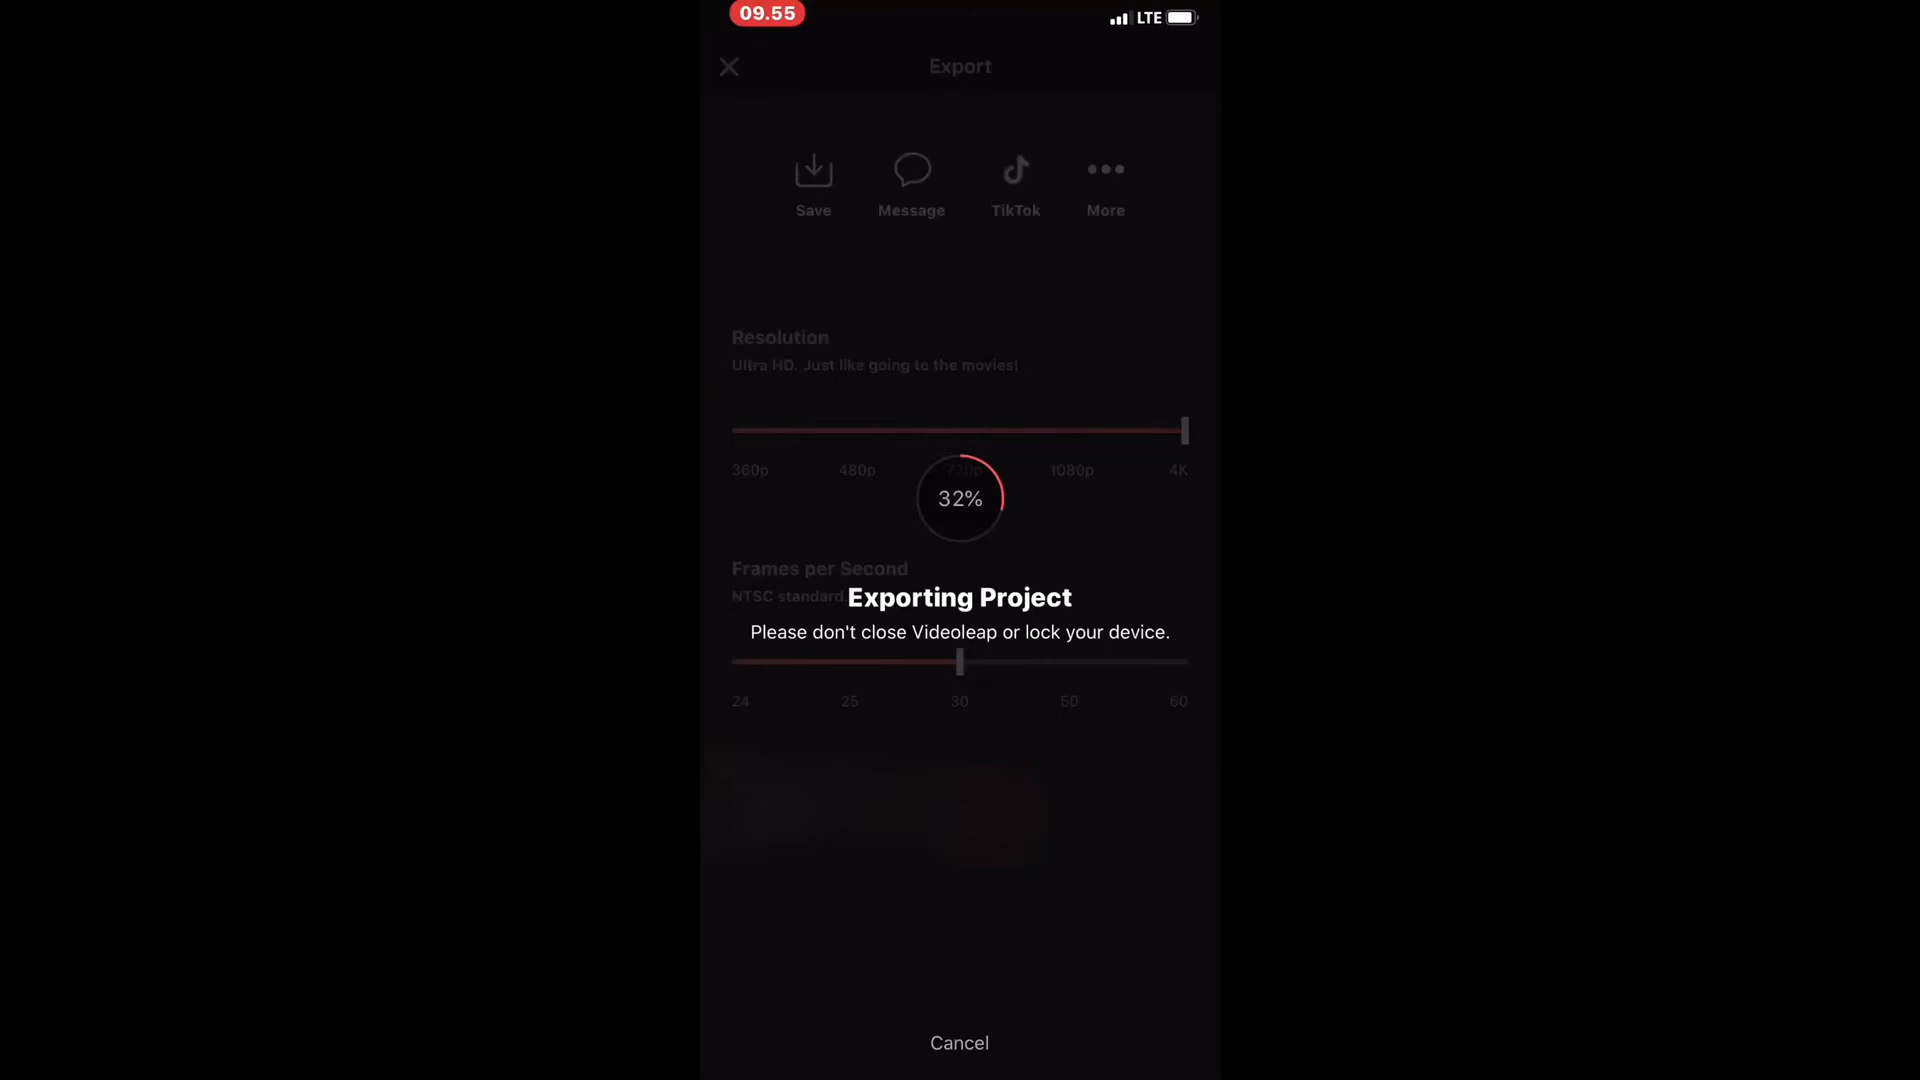 09.55
LTE
Export
Save Message TikTok More
Resolution
Ultra HD. Just like going to the movies!
360p 480p 720p 1080p 4K
32%
Frames per Second
NTSC standard.
Exporting Project
Please don't close Videoleap or lock your device.
24 25 30 50 60
Cancel